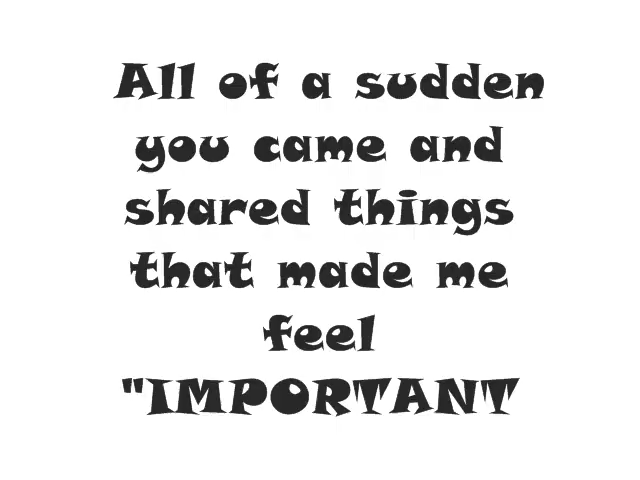 All of a sudden
you came and
shared things
that made me
feel
"IMPORTANT